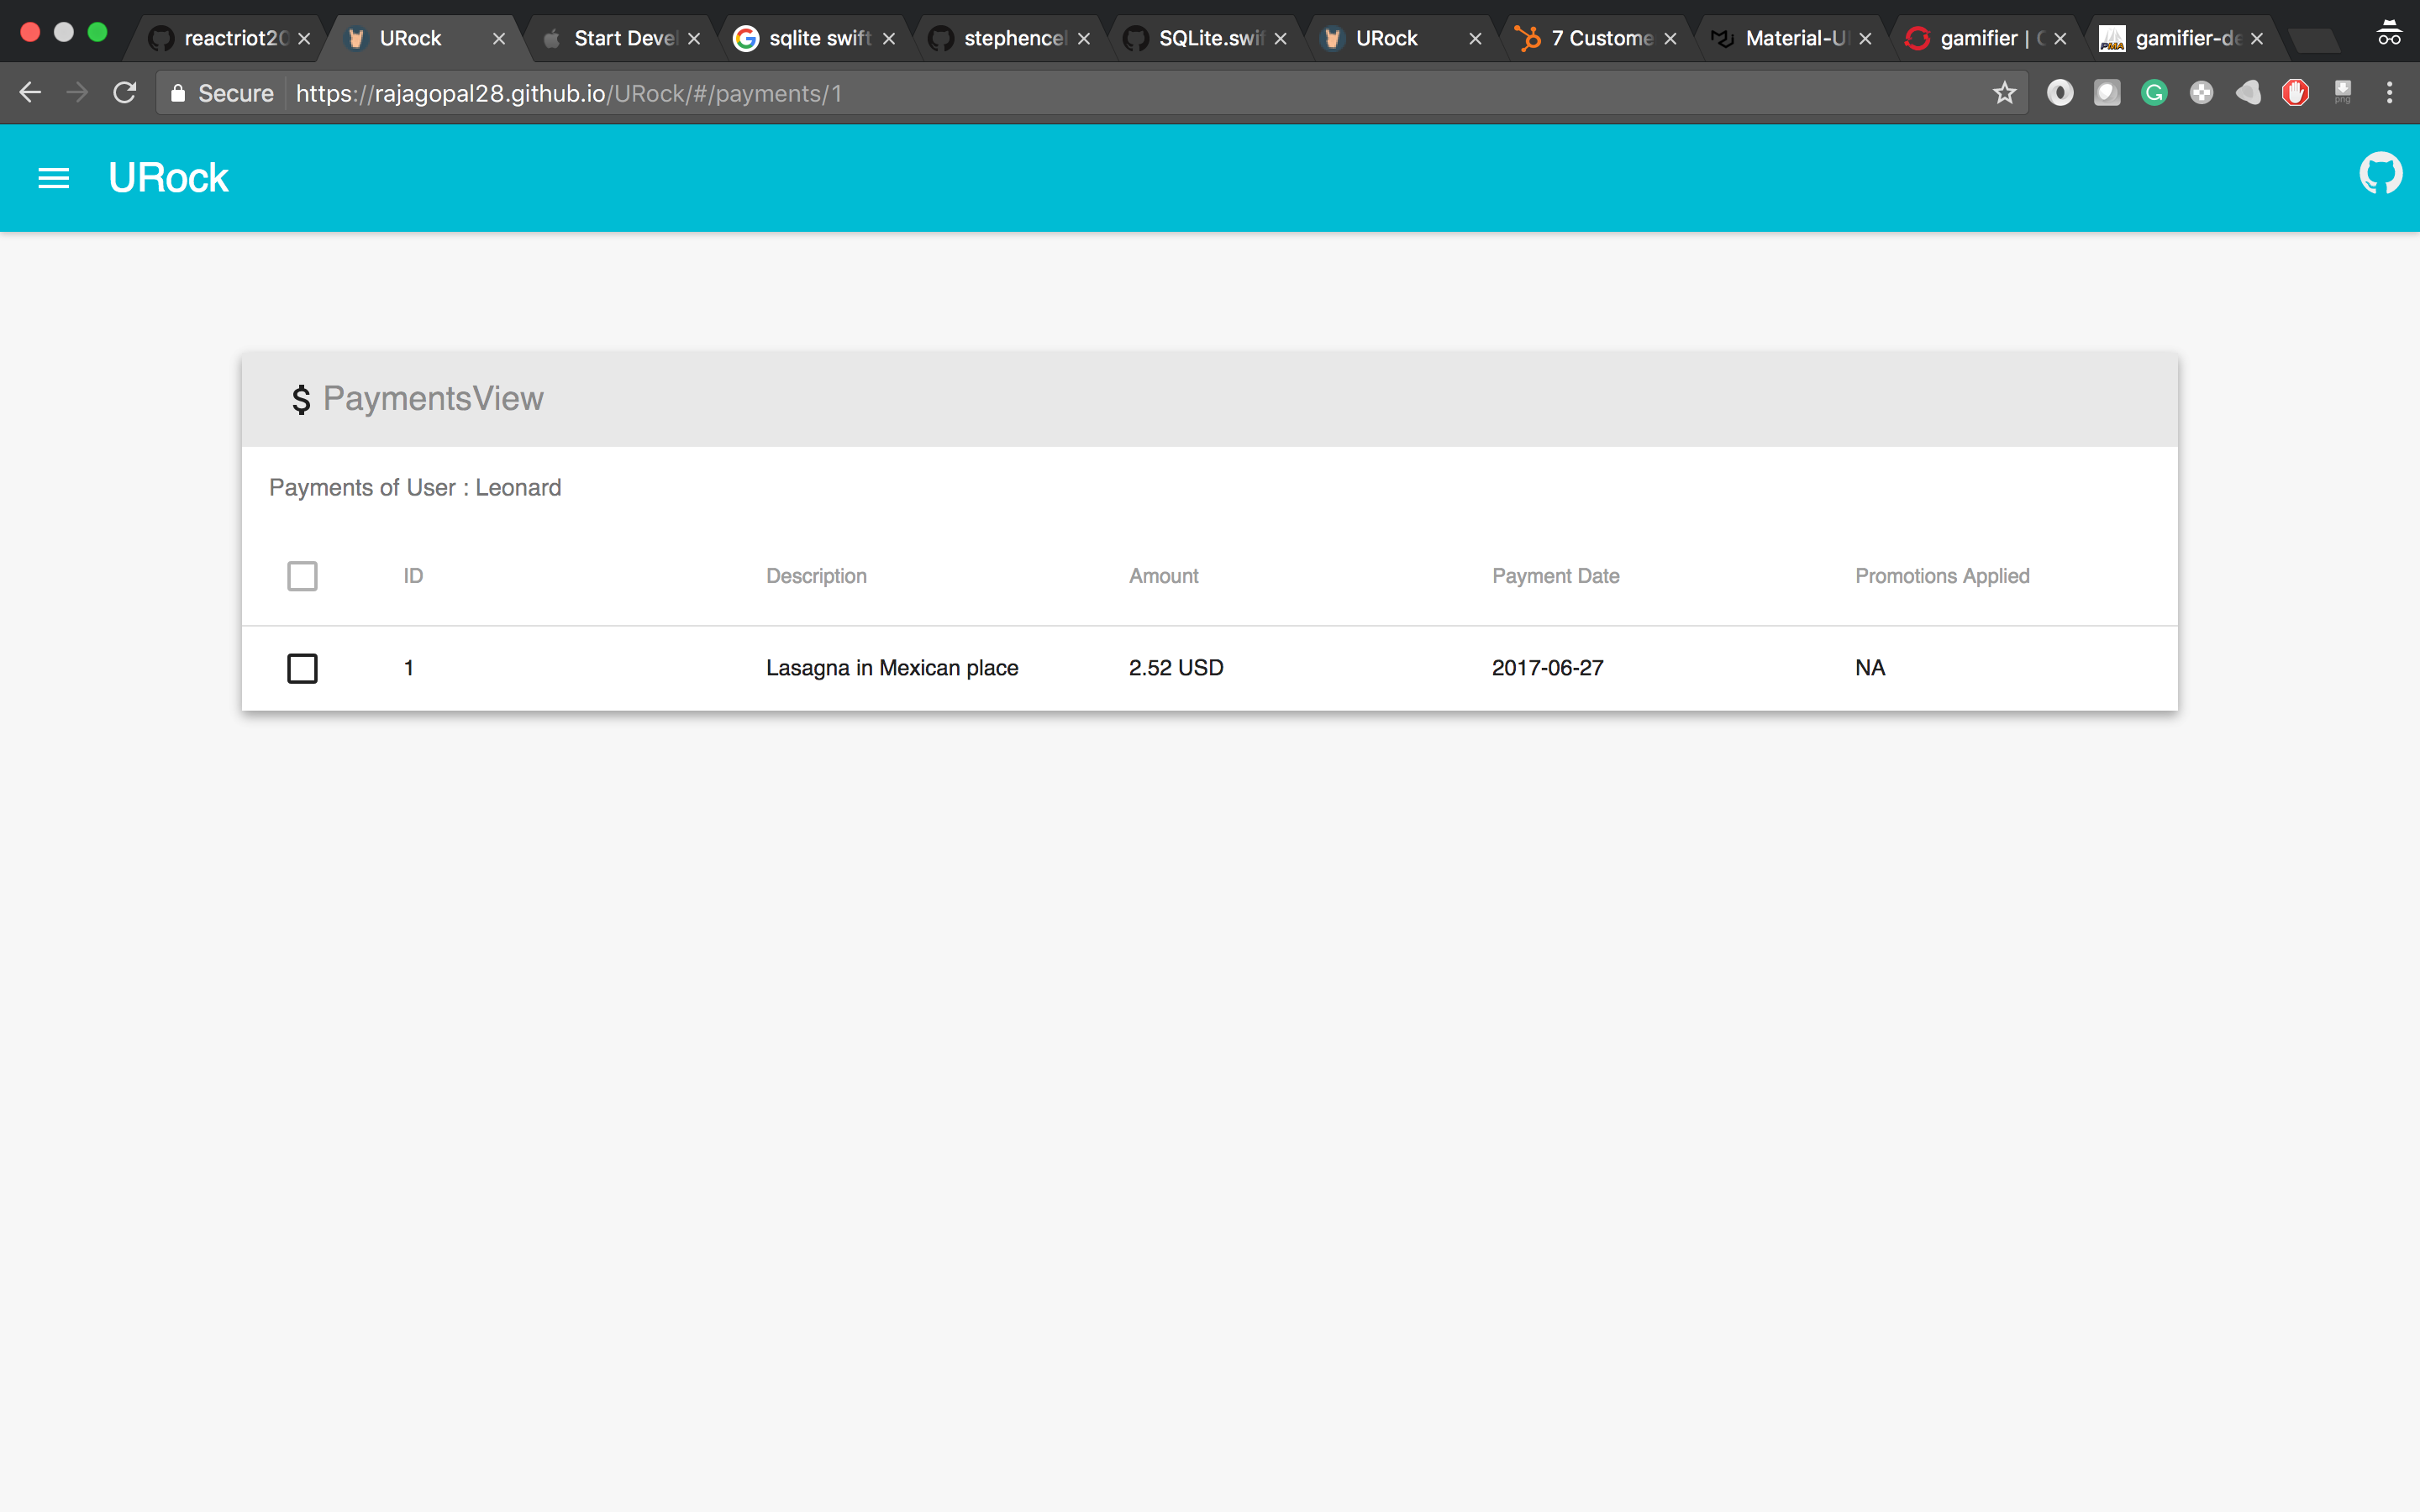 reactriot20 URock Start Devel sqlite swift stephencel SQLite.swif URock 7 Custome Material-UI gamifier | gamifier-de
Secure https://rajagopal28.github.io/URock/#/payments/1 png
URock
$ PaymentsView
Payments of User : Leonard
ID Description Amount Payment Date Promotions Applied
1 Lasagna in Mexican place 2.52 USD 2017-06-27 NA